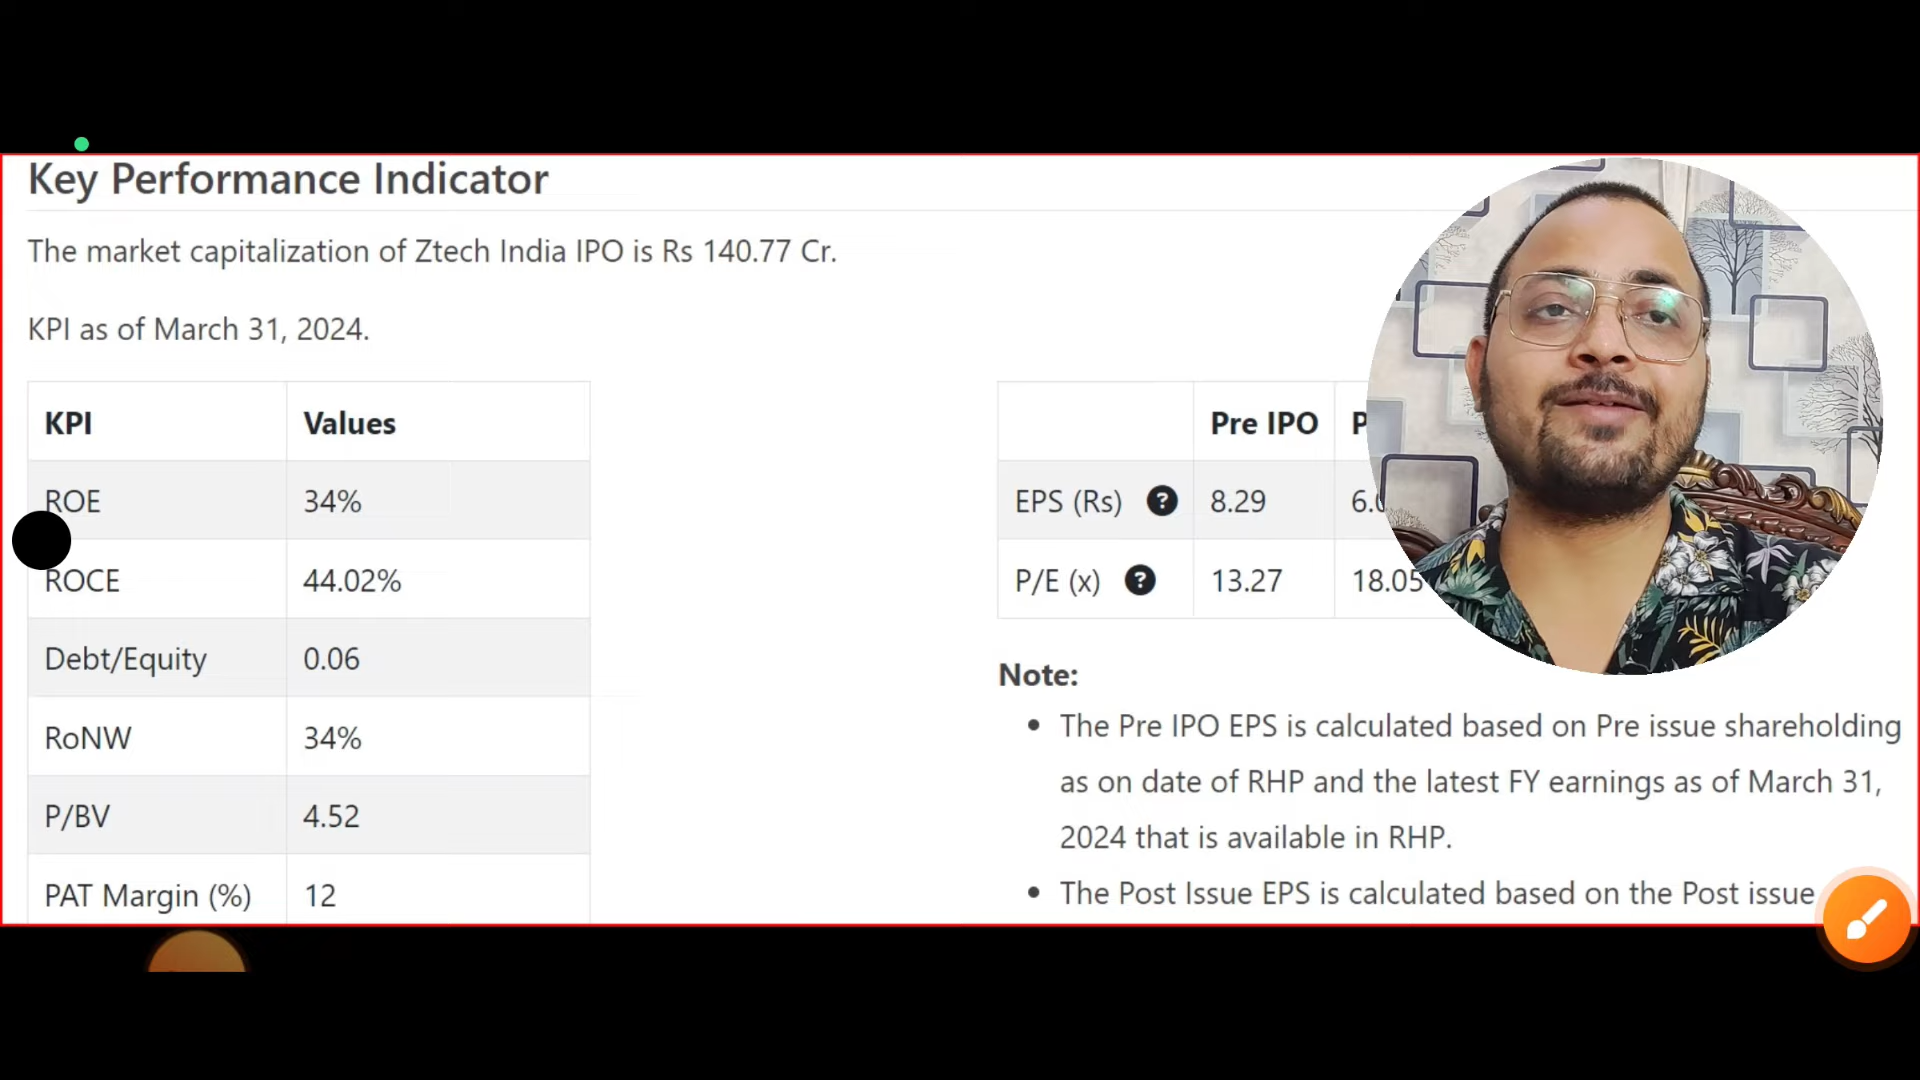 Key Performance Indicator
The market capitalization of Ztech India IPO is Rs 140.77 Cr.
KPI as of March 31, 2024.
KPI Values
ROE 34%
ROCE 44.02%
Debt/Equity 0.06
RoNW 34%
P/BV 4.52
PAT Margin (%) 12
Pre IPO
EPS (Rs) ? 8.29
P/E (x) ? 13.27 18.05
Note:
• The Pre IPO EPS is calculated based on Pre issue shareholding
as on date of RHP and the latest FY earnings as of March 31,
2024 that is available in RHP.
• The Post Issue EPS is calculated based on the Post issue